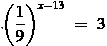 (1/9)^{x-13} = 3